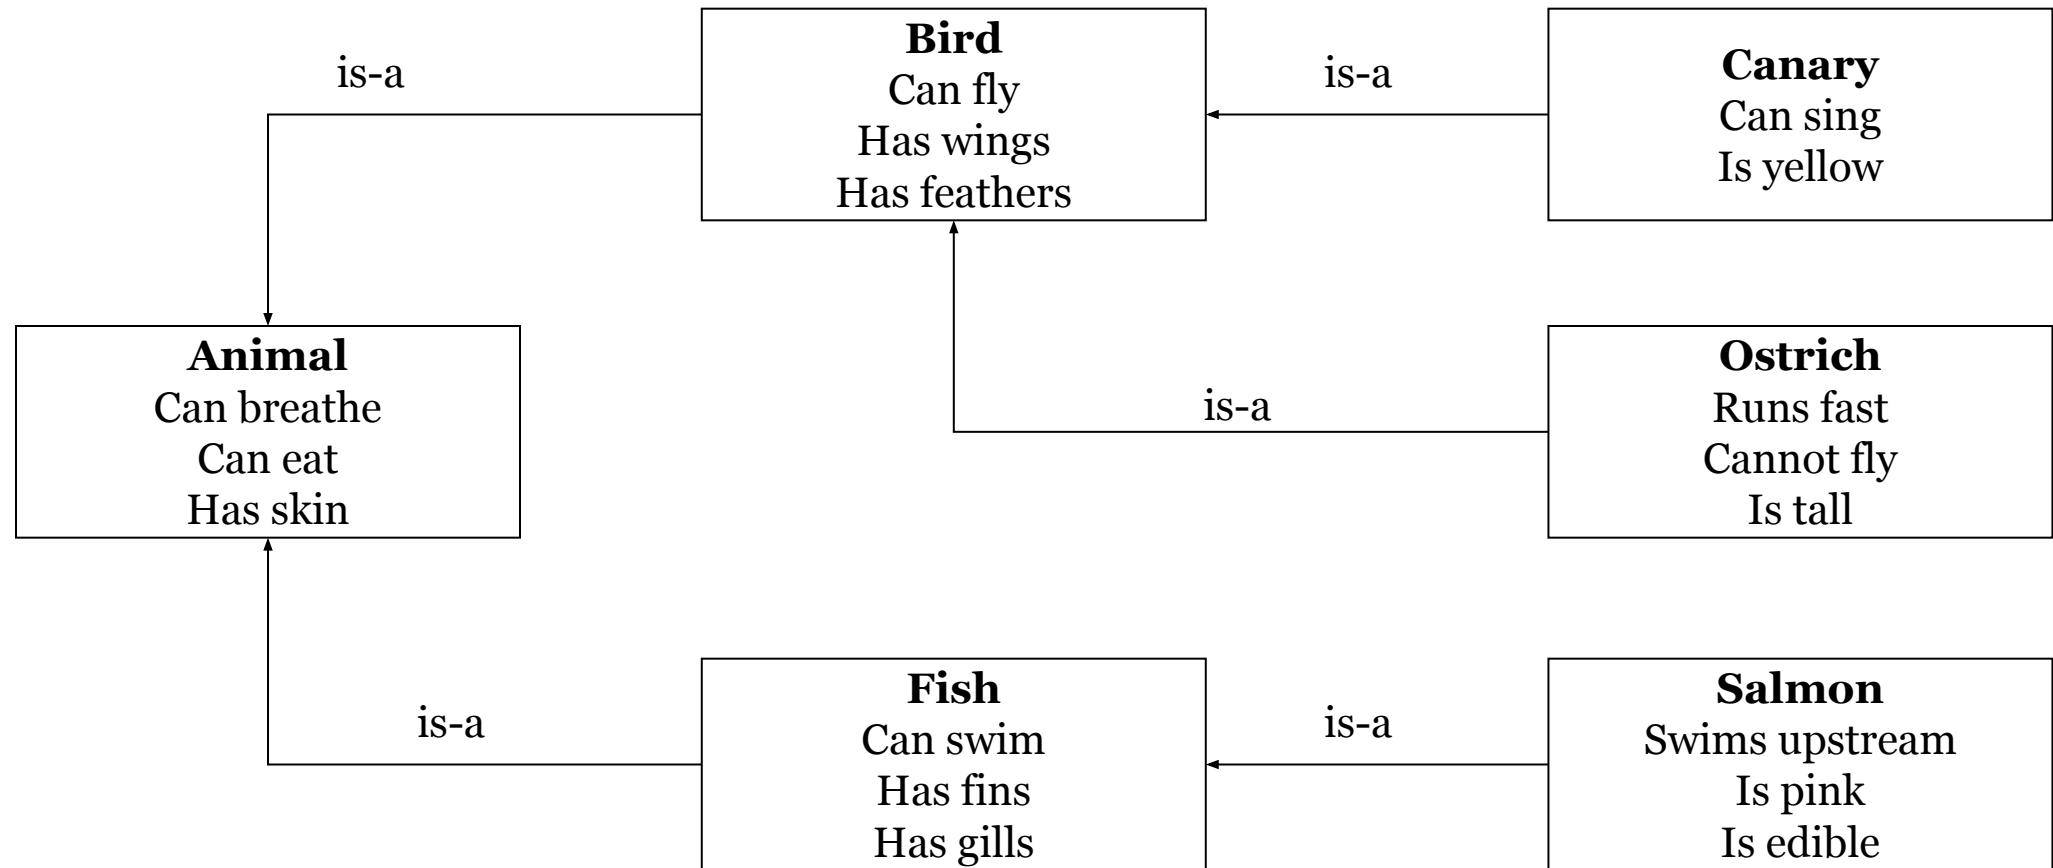 Bird
Can fly
Has wings
Has feathers
is-a
is-a
Canary
Can sing
Is yellow
Animal
Can breathe
Can eat
Has skin
is-a
Ostrich
Runs fast
Cannot fly
Is tall
Fish
Can swim
Has fins
Has gills
is-a
is-a
Salmon
Swims upstream
Is pink
Is edible